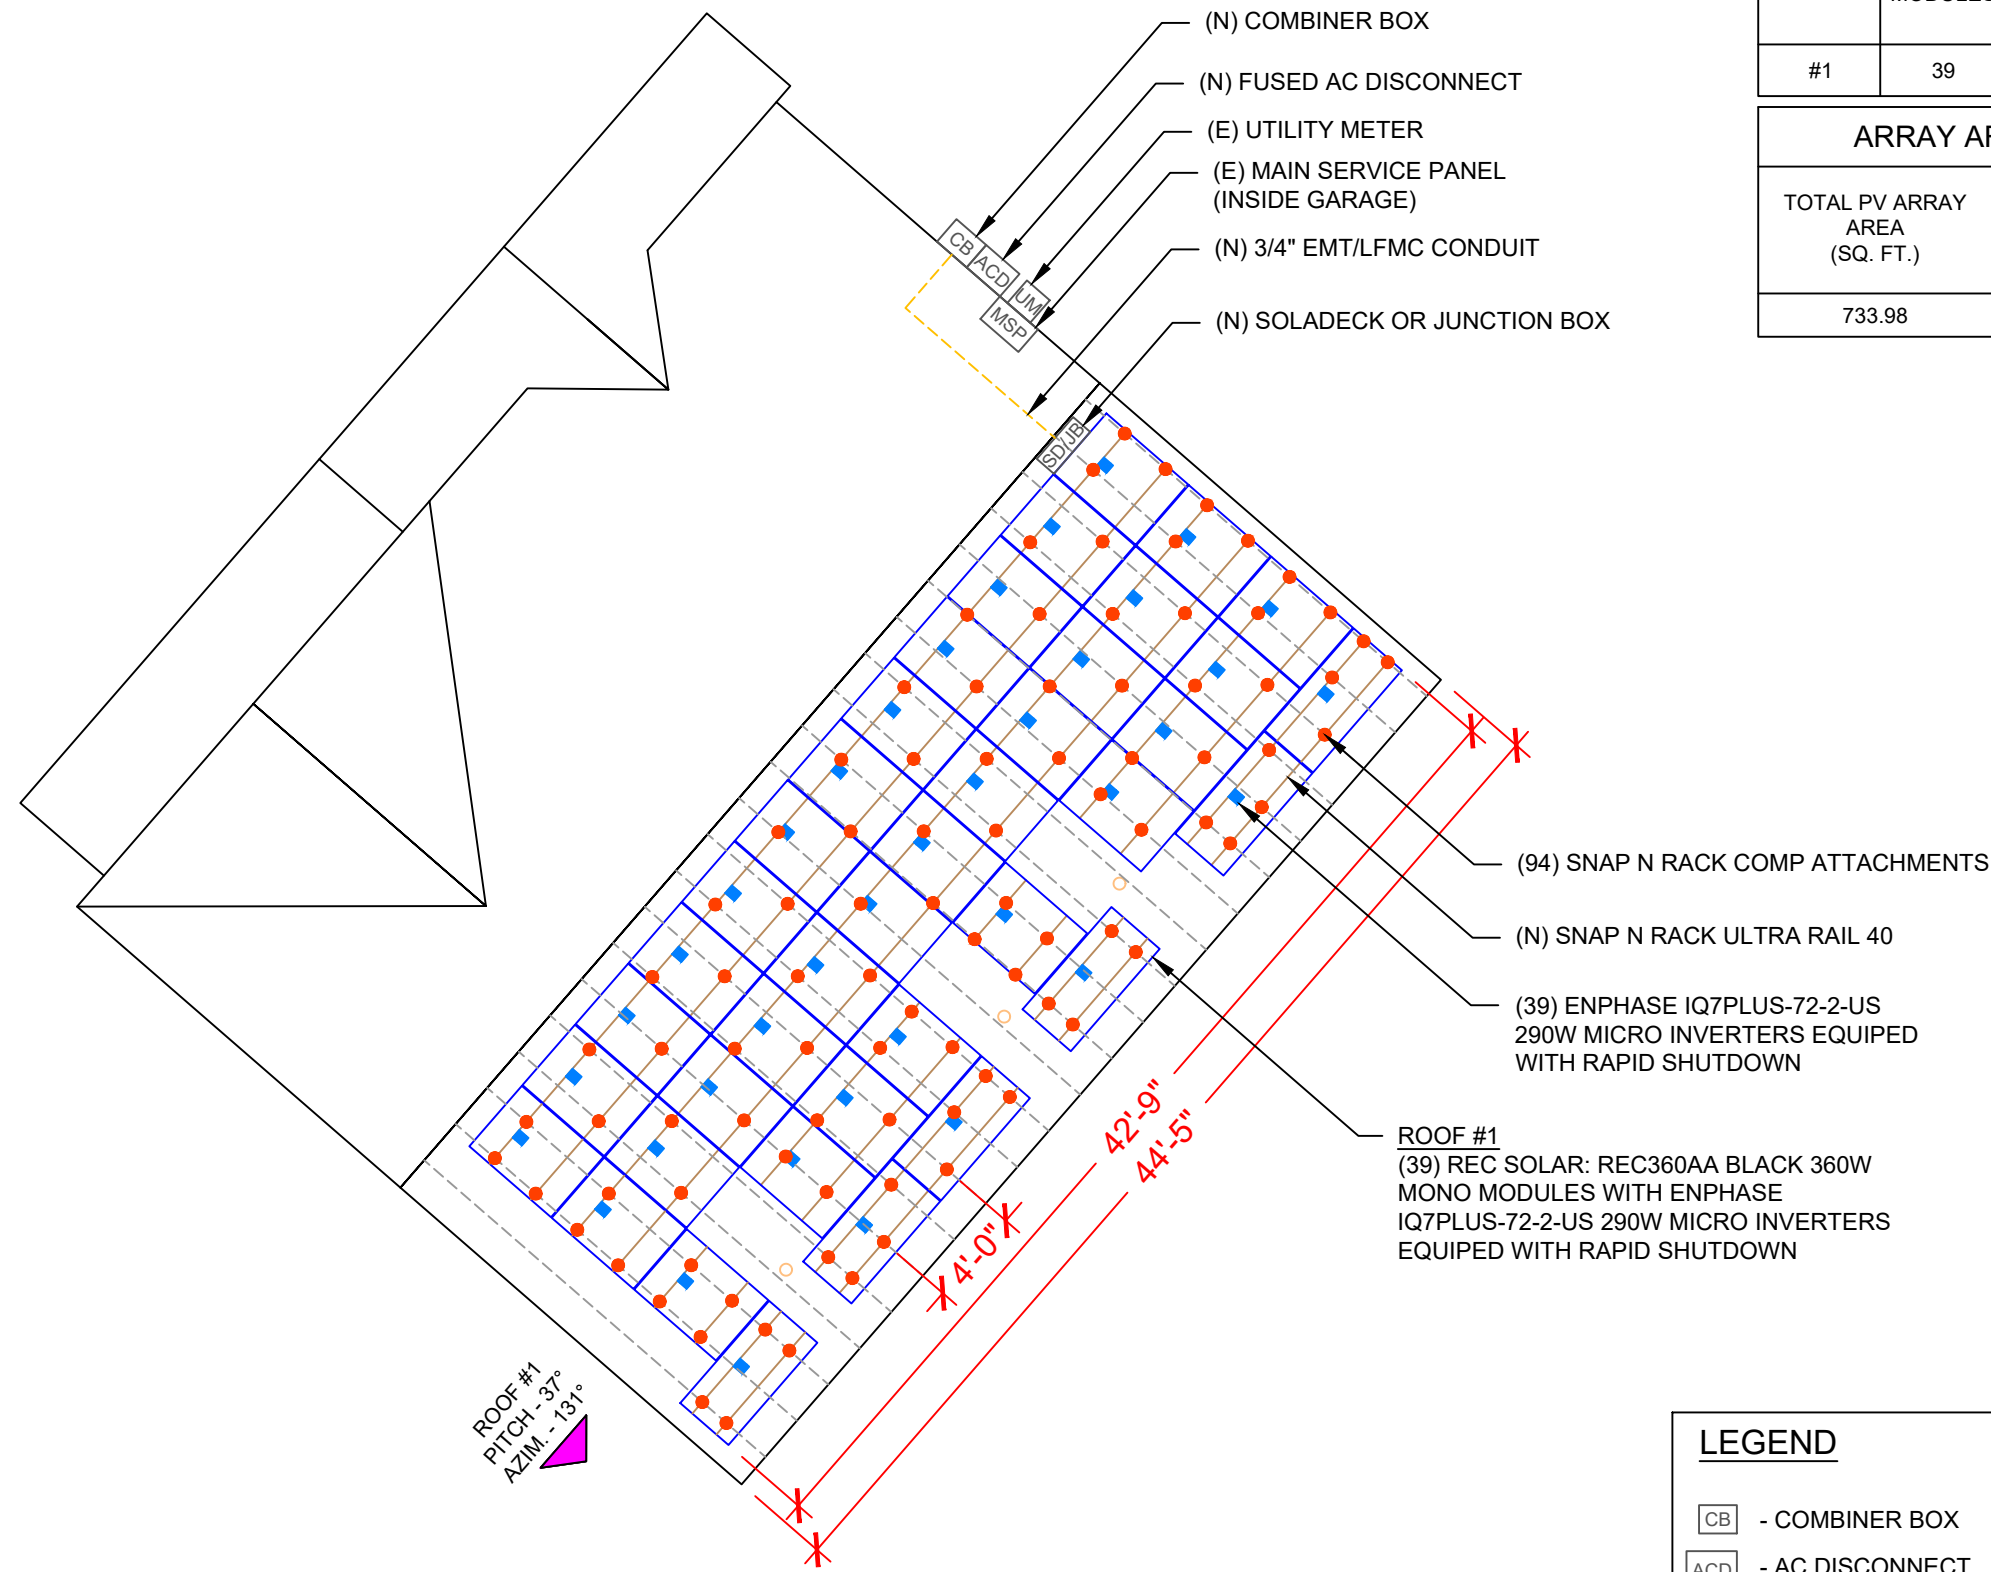 (N) COMBINER BOX
(N) FUSED AC DISCONNECT
(E) UTILITY METER
(E) MAIN SERVICE PANEL
(INSIDE GARAGE)
(N) 3/4" EMT/LFMC CONDUIT
(N) SOLADECK OR JUNCTION BOX
#1
39
ARRAY
TOTAL PV ARRAY
AREA
(SQ. FT.)
733.98
CB
ACD
UM
MSP
SD/JB
(94) SNAP N RACK COMP ATTACHMENTS
(N) SNAP N RACK ULTRA RAIL 40
(39) ENPHASE IQ7PLUS-72-2-US
290W MICRO INVERTERS EQUIPED
WITH RAPID SHUTDOWN
42'-9"
44'-5"
4'-0"
ROOF #1
(39) REC SOLAR: REC360AA BLACK 360W
MONO MODULES WITH ENPHASE
IQ7PLUS-72-2-US 290W MICRO INVERTERS
EQUIPED WITH RAPID SHUTDOWN
ROOF #1
PITCH - 37°
AZIM. - 131°
LEGEND
CB - COMBINER BOX
ACD - AC DISCONNECT